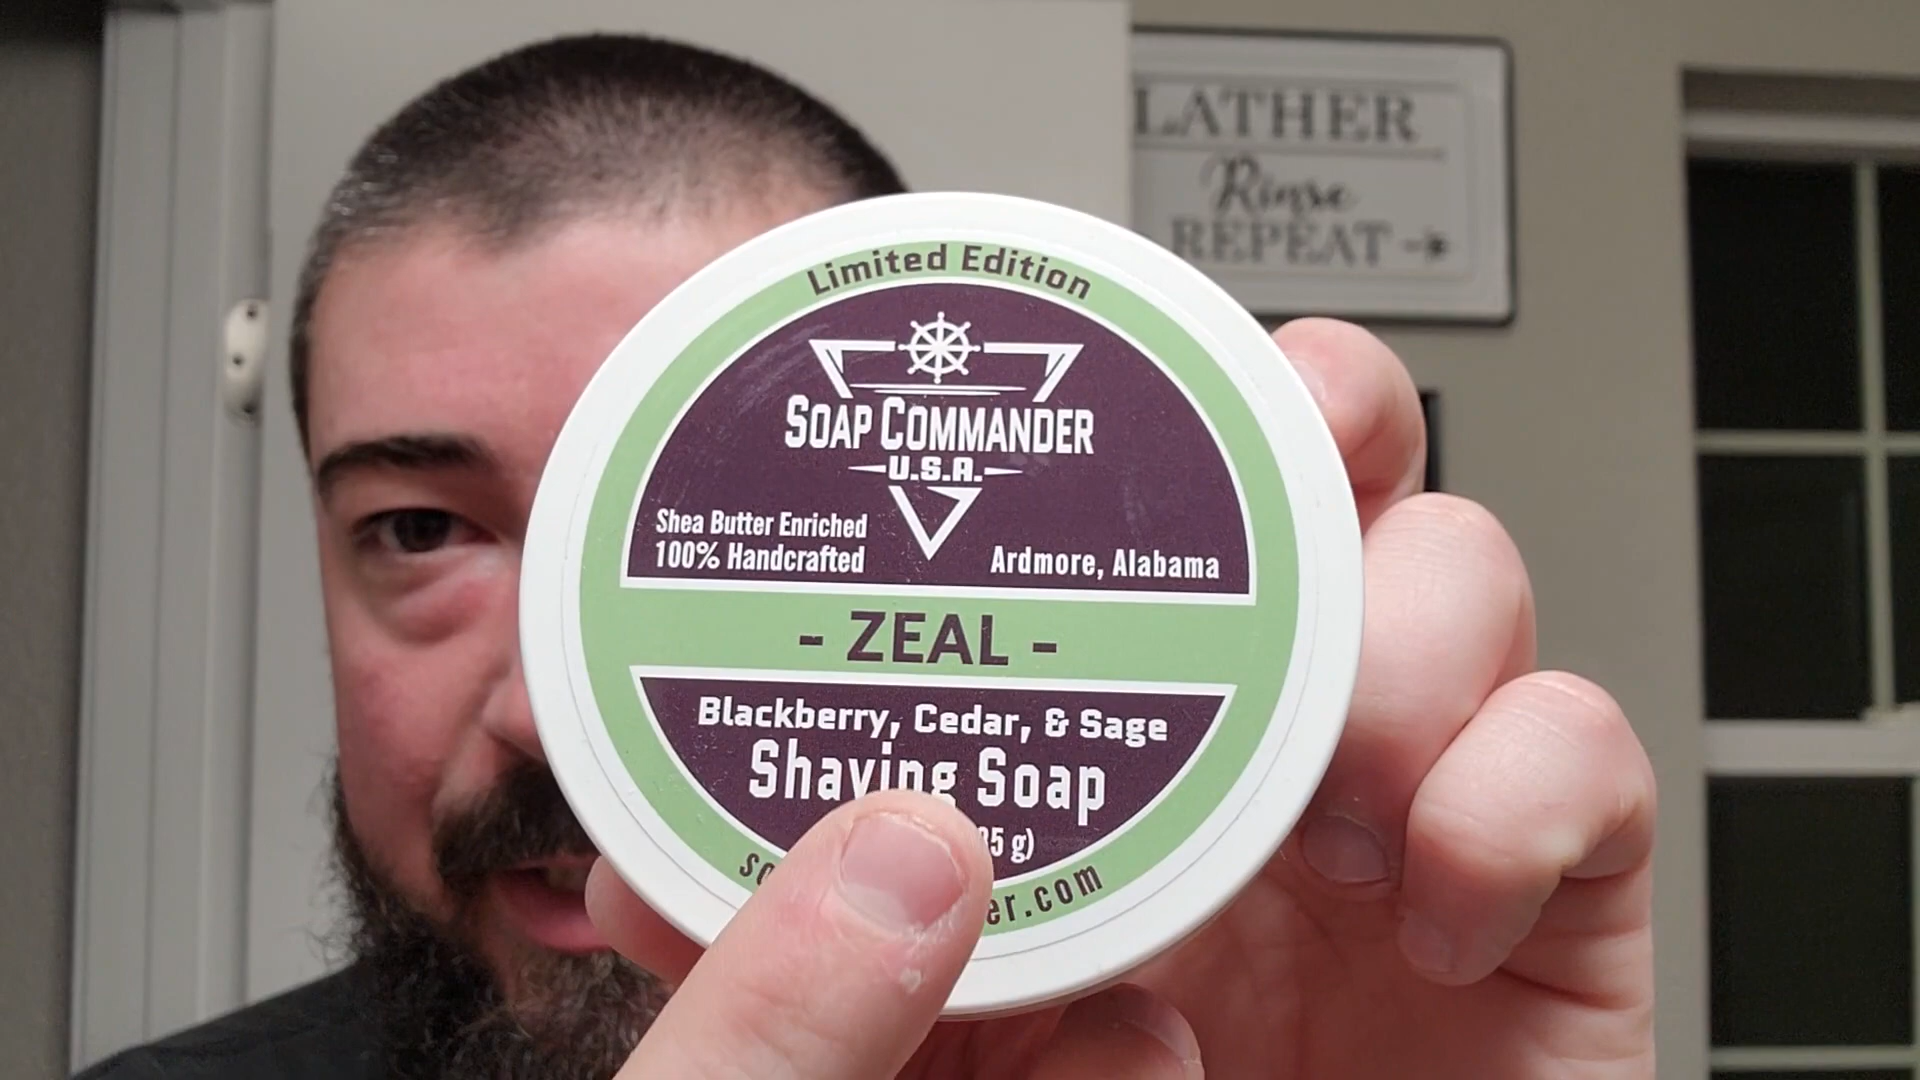 LATHER
Rinse
REPEAT
Limited Edition
SOAP COMMANDER
U.S.A.
Shea Butter Enriched
100% Handcrafted
Ardmore, Alabama
- ZEAL -
Blackberry, Cedar, & Sage
Shaving Soap
g)
.com